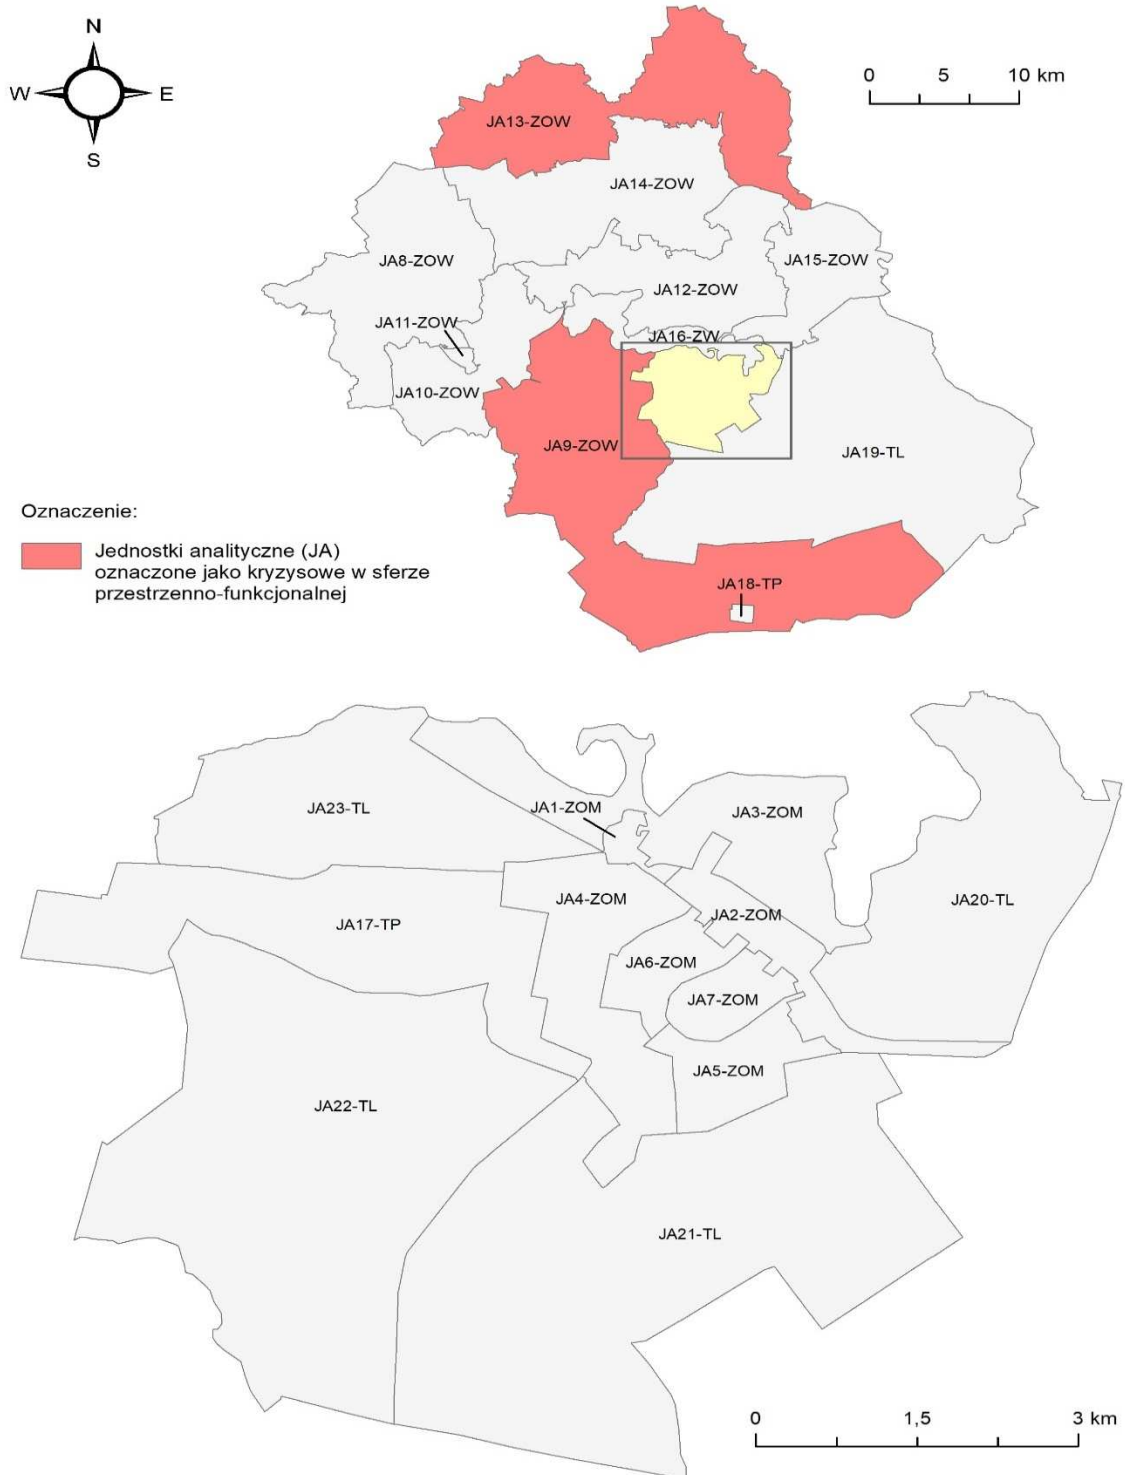 N
W E
S
0 5 10 km
JA13-ZOW
JA14-ZOW
JA8-ZOW
JA15-ZOW
JA12-ZOW
JA11-ZOW
JA16-ZW
JA10-ZOW
JA9-ZOW
JA19-TL
Oznaczenie:
Jednostki analityczne (JA)
oznaczone jako kryzysowe w sferze
przestrzenno-funkcjonalnej
JA18-TP
JA23-TL
JA1-ZOM
JA3-ZOM
JA4-ZOM
JA20-TL
JA2-ZOM
JA17-TP
JA6-ZOM
JA7-ZOM
JA5-ZOM
JA22-TL
JA21-TL
0 1,5 3 km